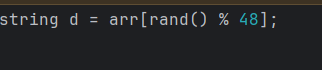 string d = arr[rand() % 48];